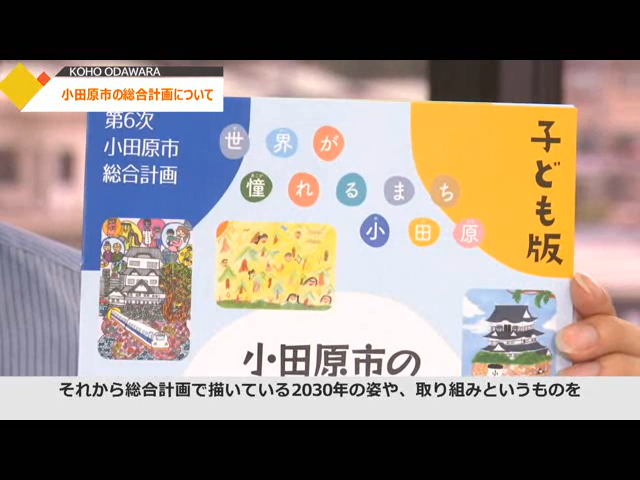 KOHO ODAWARA
小田原市の総合計画について
第6次
小田原市
総合計画
世界が
憧れるまち
小田原
子ども版
小田原市の
それから総合計画で描いている2030年の姿や、取り組みというものを